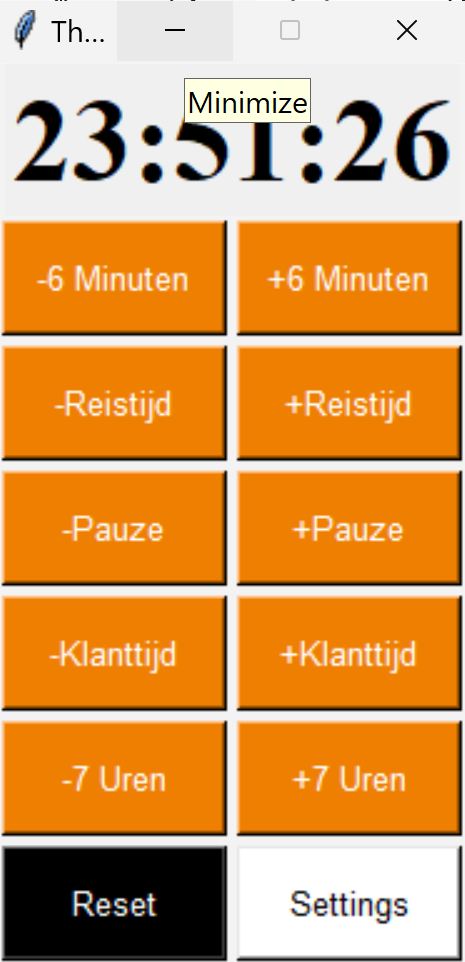 Th...
Minimize
23:51:26
-6 Minuten +6 Minuten
-Reistijd +Reistijd
-Pauze +Pauze
-Klanttijd +Klanttijd
-7 Uren +7 Uren
Reset Settings